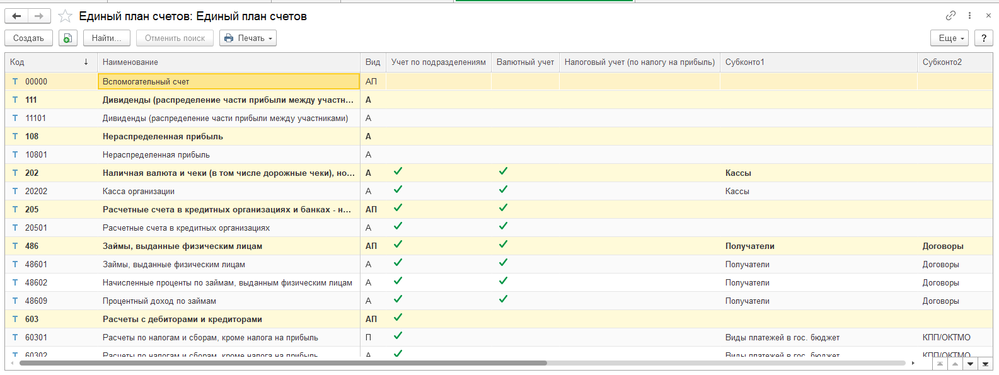 Единый план счетов: Единый план счетов
Создать Найти... Отменить поиск Печать Еще ?
Код Наименование Вид Учет по подразделениям Валютный учет Налоговый учет (по налогу на прибыль) Субконто1 Субконто2
Т 00000 Вспомогательный счет АП
Т 111 Дивиденды (распределение части прибыли между участн... А
Т 11101 Дивиденды (распределение части прибыли между участниками) А
Т 108 Нераспределенная прибыль А
Т 10801 Нераспределенная прибыль А
Т 202 Наличная валюта и чеки (в том числе дорожные чеки), но... А Кассы
Т 20202 Касса организации А Кассы
Т 205 Расчетные счета в кредитных организациях и банках - н... АП
Т 20501 Расчетные счета в кредитных организациях А
Т 486 Займы, выданные физическим лицам АП Получатели Договоры
Т 48601 Займы, выданные физическим лицам А Получатели Договоры
Т 48602 Начисленные проценты по займам, выданным физическим лицам А Получатели Договоры
Т 48609 Процентный доход по займам А Получатели Договоры
Т 603 Расчеты с дебиторами и кредиторами АП
Т 60301 Расчеты по налогам и сборам, кроме налога на прибыль П Виды платежей в гос. бюджет КПП/ОКТМО
Т 60302 Расчеты по налогам и сборам, кроме налога на прибыль А Виды платежей в гос. бюджет КПП/ОКТМО